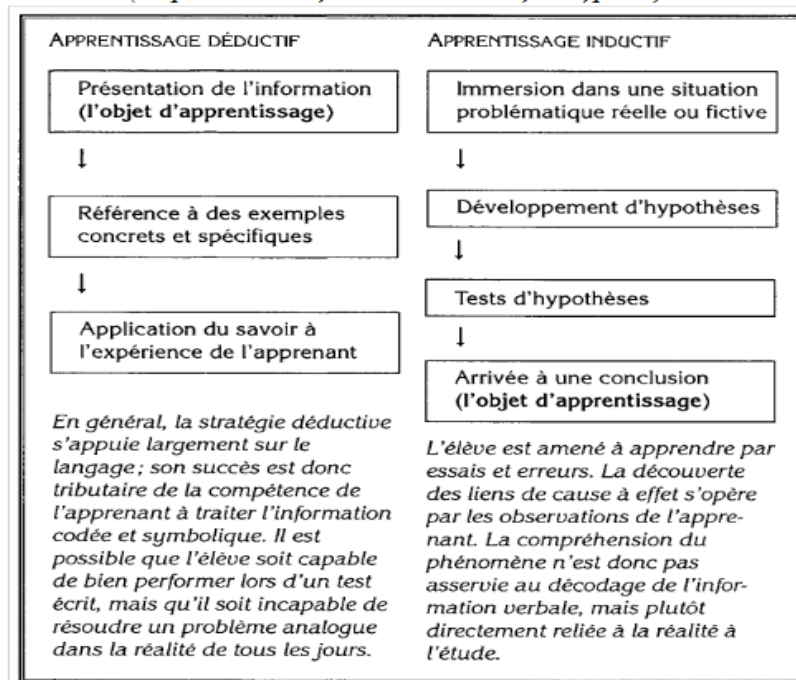 APPRENTISSAGE DÉDUCTIF
Présentation de l'information
(l'objet d'apprentissage)
↓
Référence à des exemples
concrets et spécifiques
↓
Application du savoir à
l'expérience de l'apprenant
En général, la stratégie déductive
s'appuie largement sur le
langage; son succès est donc
tributaire de la compétence de
l'apprenant à traiter l'information
codée et symbolique. Il est
possible que l'élève soit capable
de bien performer lors d'un test
écrit, mais qu'il soit incapable de
résoudre un problème analogue
dans la réalité de tous les jours.
APPRENTISSAGE INDUCTIF
Immersion dans une situation
problématique réelle ou fictive
↓
Développement d'hypothèses
↓
Tests d'hypothèses
↓
Arrivée à une conclusion
(l'objet d'apprentissage)
L'élève est amené à apprendre par
essais et erreurs. La découverte
des liens de cause à effet s'opère
par les observations de l'appre-
nant. La compréhension du
phénomène n'est donc pas
asservie au décodage de l'infor-
mation verbale, mais plutôt
directement reliée à la réalité à
l'étude.